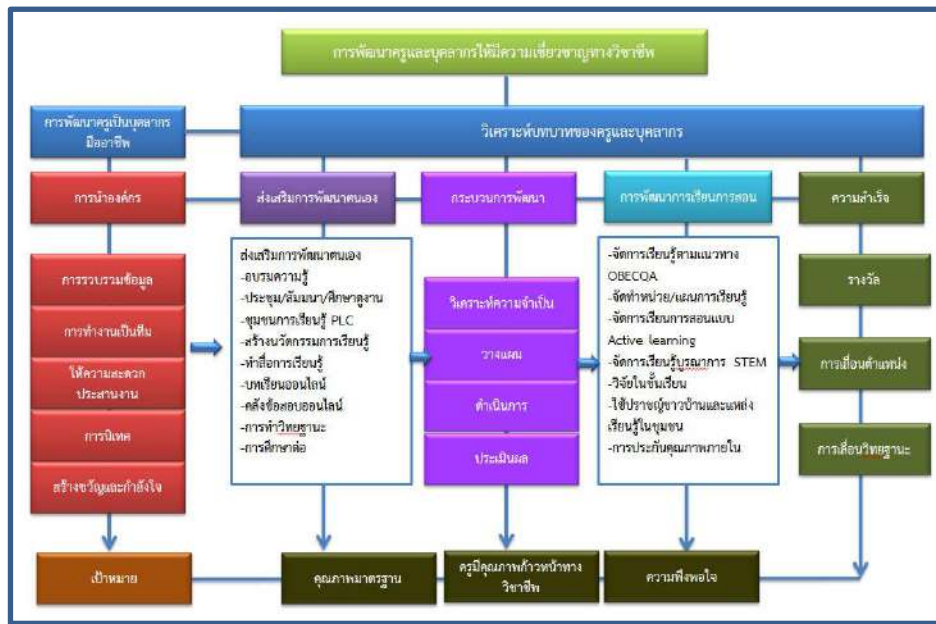 การพัฒนาครูและบุคลากรให้มีความเชี่ยวชาญทางวิชาชีพ
การพัฒนาครูเป็นบุคลากร
มืออาชีพ
วิเคราะห์บทบาทของครูและบุคลากร
การนำองค์กร
ส่งเสริมการพัฒนาตนเอง
กระบวนการพัฒนา
การพัฒนาการเรียนการสอน
ความสำเร็จ
การรวบรวมข้อมูล
การทำงานเป็นทีม
ให้ความสะดวก
ประสานงาน
การนิเทศ
สร้างขวัญและกำลังใจ
ส่งเสริมการพัฒนาตนเอง
-อบรมความรู้
-ประชุม/สัมมนา/ศึกษาดูงาน
-ชุมชนการเรียนรู้ PLC
-สร้างนวัตกรรมการเรียนรู้
-ทำสื่อการเรียนรู้
-บทเรียนออนไลน์
-คลังข้อสอบออนไลน์
-การทำวิทยฐานะ
-การศึกษาต่อ
วิเคราะห์ความจำเป็น
วางแผน
ดำเนินการ
ประเมินผล
-จัดการเรียนรู้ตามแนวทาง
OBECQA
-จัดทำหน่วย/แผนการเรียนรู้
-จัดการเรียนการสอนแบบ
Active learning
-จัดการเรียนรู้บูรณาการ STEM
-วิจัยในชั้นเรียน
-ใช้ปราชญ์ชาวบ้านและแหล่ง
เรียนรู้ในชุมชน
-การประกันคุณภาพภายใน
รางวัล
การเลื่อนตำแหน่ง
การเลื่อนวิทยฐานะ
เป้าหมาย
คุณภาพมาตรฐาน
ครูมีคุณภาพก้าวหน้าทาง
วิชาชีพ
ความพึงพอใจ